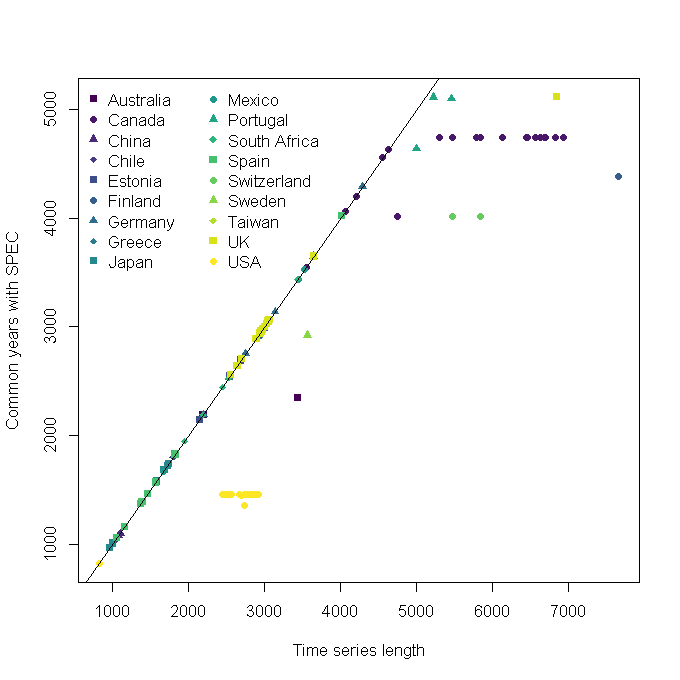 Australia
Canada
China
Chile
Estonia
Finland
Germany
Greece
Japan
Mexico
Portugal
South Africa
Spain
Switzerland
Sweden
Taiwan
UK
USA
Common years with SPEC
5000
4000
3000
2000
1000
1000 2000 3000 4000 5000 6000 7000
Time series length